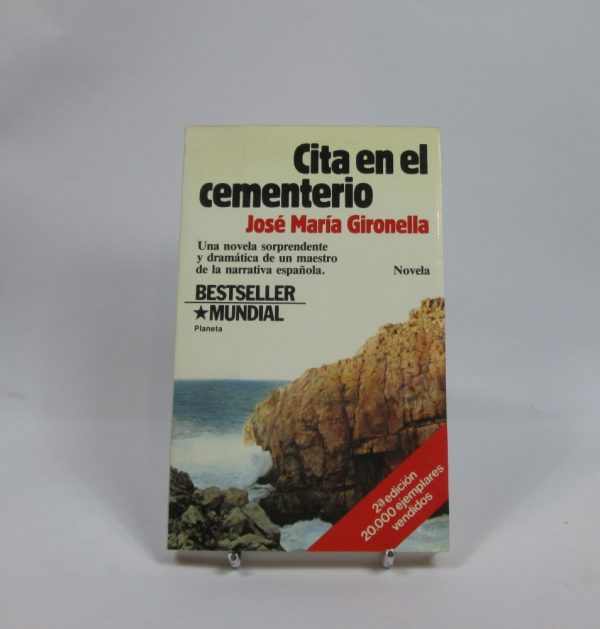 Cita en el
cementerio
José María Gironella
Una novela sorprendente
y dramática de un maestro
de la narrativa española.
Novela
BESTSELLER
★MUNDIAL
Planeta
2ª edición
20.000 ejemplares
vendidos